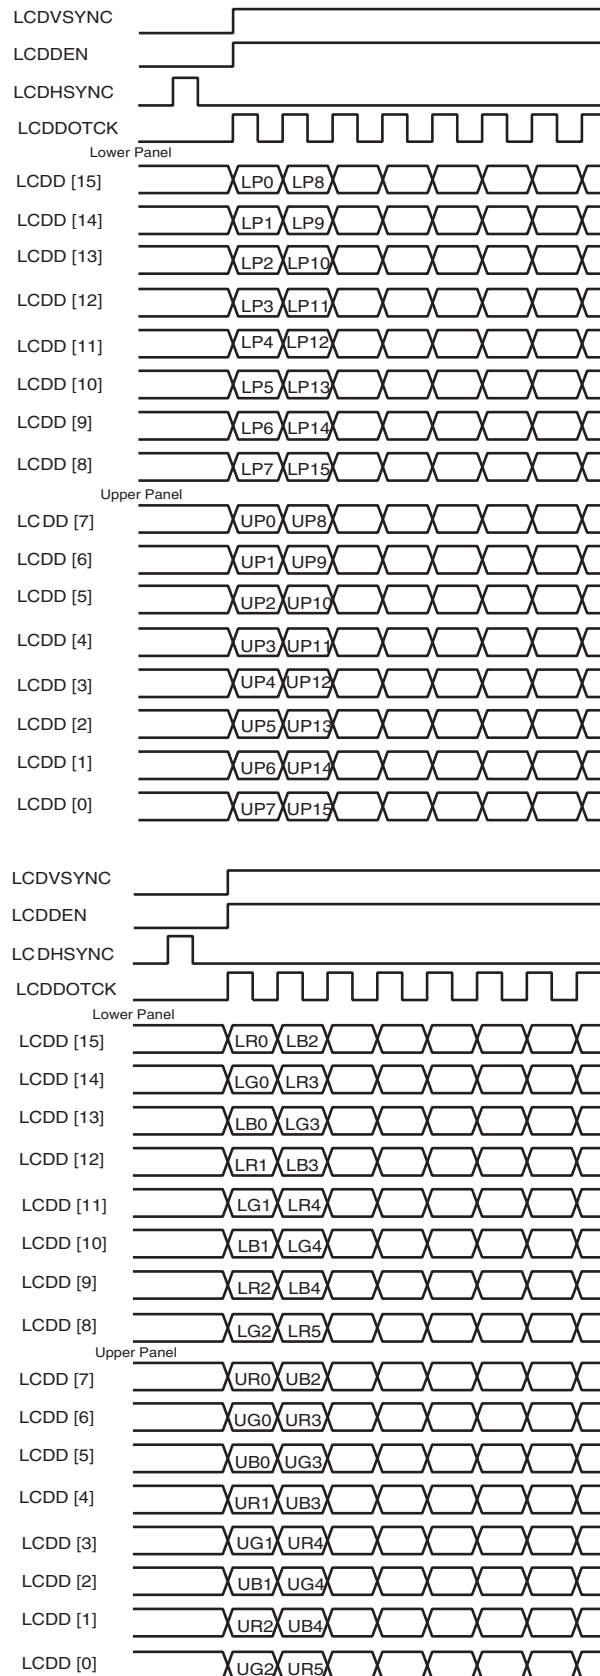 LCDVSYNC
LCDDEN
LCDHSYNC
LCDDOTCK
Lower Panel
LCDD [15] LP0 LP8
LCDD [14] LP1 LP9
LCDD [13] LP2 LP10
LCDD [12] LP3 LP11
LCDD [11] LP4 LP12
LCDD [10] LP5 LP13
LCDD [9] LP6 LP14
LCDD [8] LP7 LP15
Upper Panel
LCDD [7] UP0 UP8
LCDD [6] UP1 UP9
LCDD [5] UP2 UP10
LCDD [4] UP3 UP11
LCDD [3] UP4 UP12
LCDD [2] UP5 UP13
LCDD [1] UP6 UP14
LCDD [0] UP7 UP15
LCDVSYNC
LCDDEN
LCDHSYNC
LCDDOTCK
Lower Panel
LCDD [15] LR0 LB2
LCDD [14] LG0 LR3
LCDD [13] LB0 LG3
LCDD [12] LR1 LB3
LCDD [11] LG1 LR4
LCDD [10] LB1 LG4
LCDD [9] LR2 LB4
LCDD [8] LG2 LR5
Upper Panel
LCDD [7] UR0 UB2
LCDD [6] UG0 UR3
LCDD [5] UB0 UG3
LCDD [4] UR1 UB3
LCDD [3] UG1 UR4
LCDD [2] UB1 UG4
LCDD [1] UR2 UB4
LCDD [0] UG2 UR5